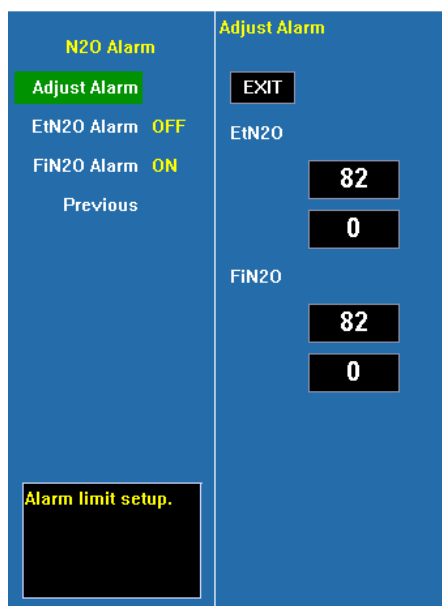 N2O Alarm
Adjust Alarm
EtN2O Alarm OFF
FiN2O Alarm ON
Previous
Alarm limit setup.
Adjust Alarm
EXIT
EtN2O
82
0
FiN2O
82
0